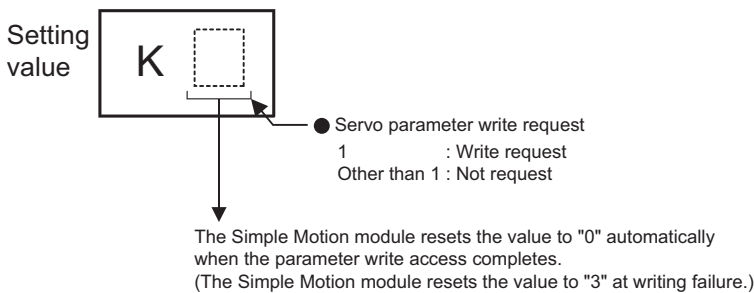 Setting
value
K
● Servo parameter write request
1 : Write request
Other than 1 : Not request
The Simple Motion module resets the value to "0" automatically
when the parameter write access completes.
(The Simple Motion module resets the value to "3" at writing failure.)